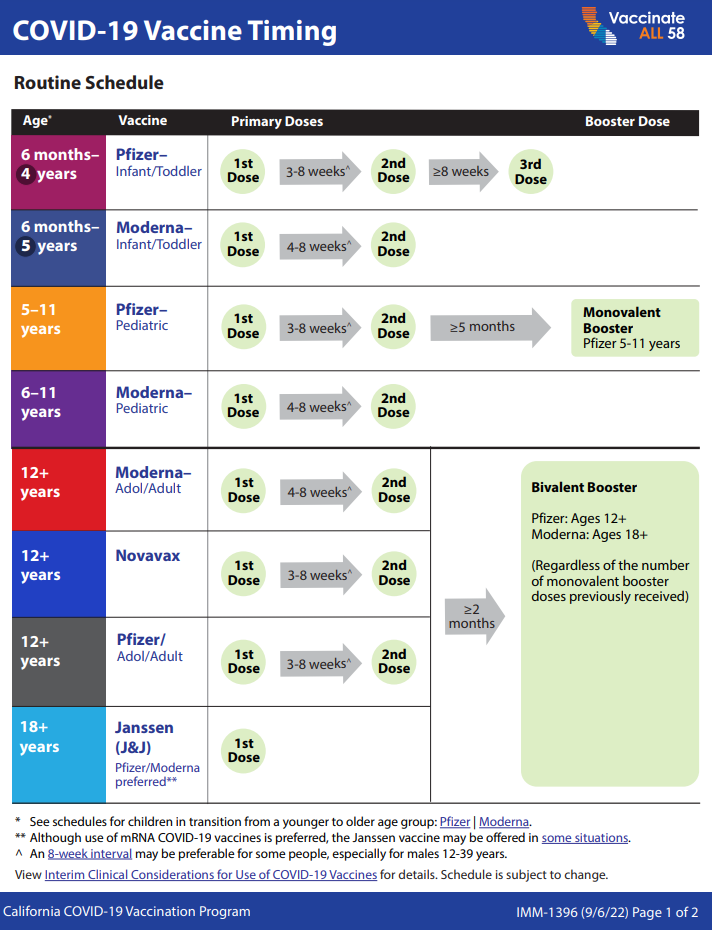 COVID-19 Vaccine Timing
Vaccinate
ALL 58
Routine Schedule
Age*
Vaccine
Primary Doses
Booster Dose
6 months–
4 years
Pfizer–
Infant/Toddler
1st
Dose
3-8 weeks^
2nd
Dose
≥8 weeks
3rd
Dose
6 months–
5 years
Moderna–
Infant/Toddler
1st
Dose
4-8 weeks^
2nd
Dose
5–11
years
Pfizer–
Pediatric
1st
Dose
3-8 weeks^
2nd
Dose
≥5 months
Monovalent
Booster
Pfizer 5-11 years
6–11
years
Moderna–
Pediatric
1st
Dose
4-8 weeks^
2nd
Dose
12+
years
Moderna–
Adol/Adult
1st
Dose
4-8 weeks^
2nd
Dose
12+
years
Novavax
1st
Dose
3-8 weeks^
2nd
Dose
12+
years
Pfizer/
Adol/Adult
1st
Dose
3-8 weeks^
2nd
Dose
18+
years
Janssen
(J&J)
Pfizer/Moderna
preferred**
1st
Dose
≥2
months
Bivalent Booster
Pfizer: Ages 12+
Moderna: Ages 18+
(Regardless of the number
of monovalent booster
doses previously received)
* See schedules for children in transition from a younger to older age group: Pfizer | Moderna.
** Although use of mRNA COVID-19 vaccines is preferred, the Janssen vaccine may be offered in some situations.
^ An 8-week interval may be preferable for some people, especially for males 12-39 years.
View Interim Clinical Considerations for Use of COVID-19 Vaccines for details. Schedule is subject to change.
California COVID-19 Vaccination Program
IMM-1396 (9/6/22) Page 1 of 2